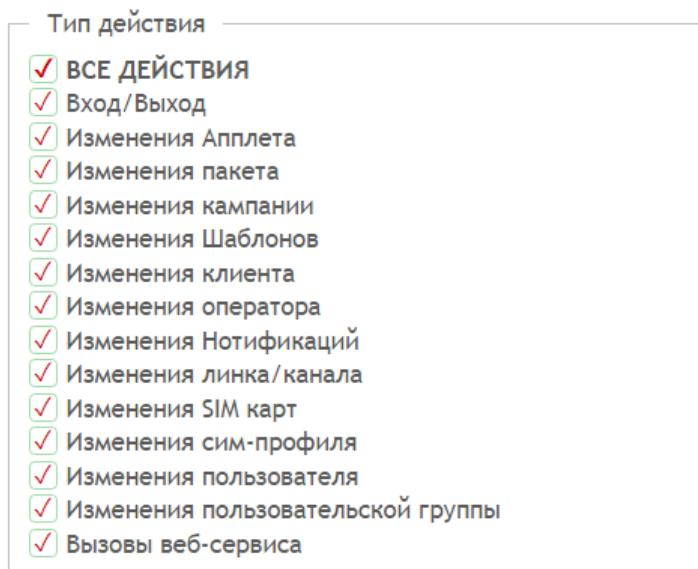 Тип действия
ВСЕ ДЕЙСТВИЯ
Вход/Выход
Изменения Апплета
Изменения пакета
Изменения кампании
Изменения Шаблонов
Изменения клиента
Изменения оператора
Изменения Нотификаций
Изменения линка/канала
Изменения SIM карт
Изменения сим-профиля
Изменения пользователя
Изменения пользовательской группы
Вызовы веб-сервиса